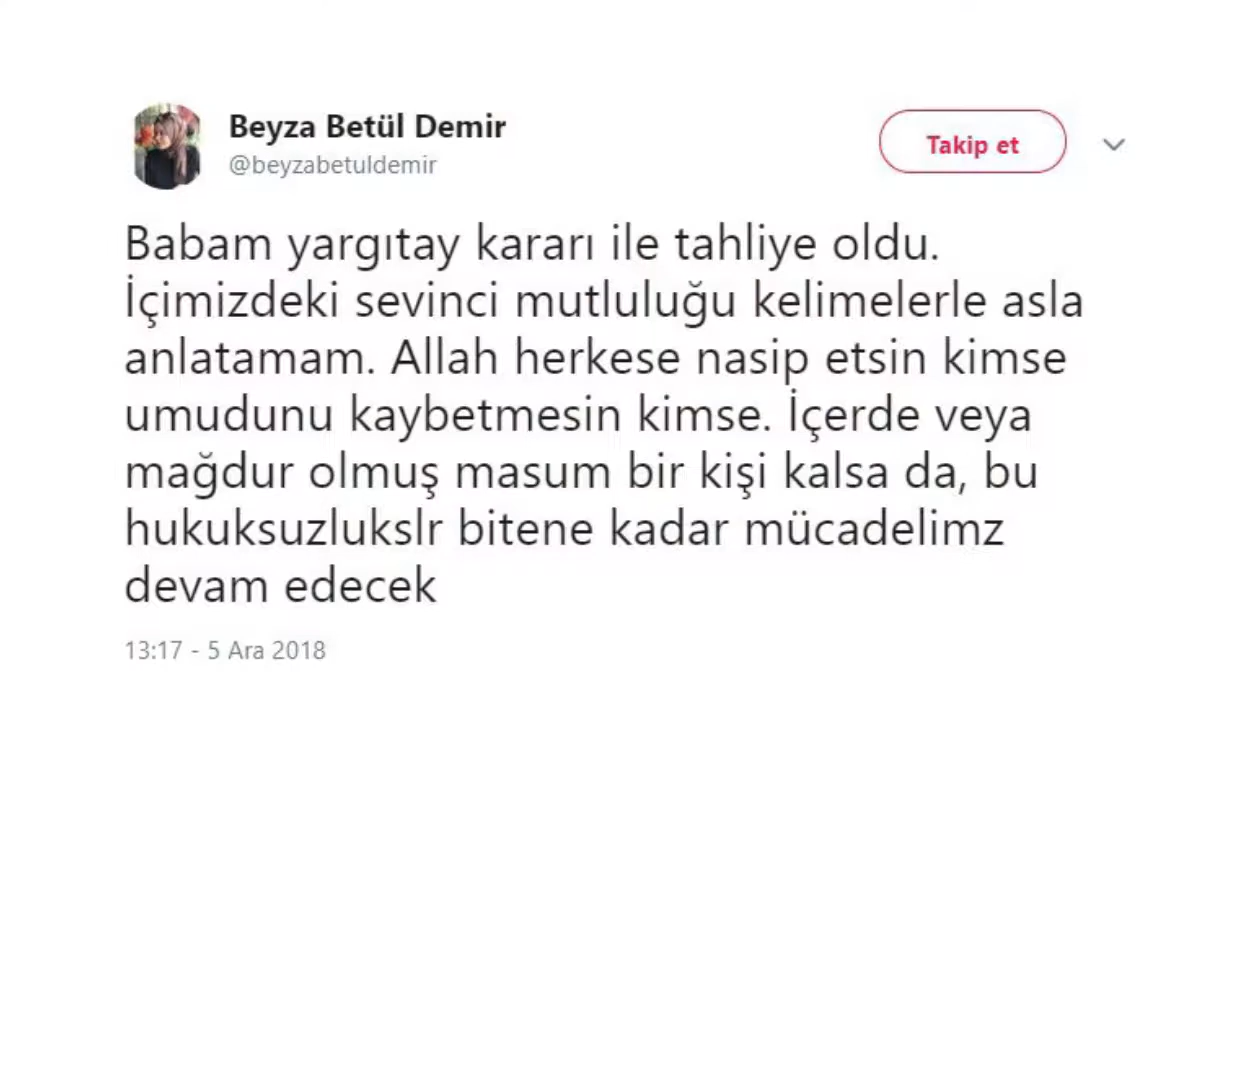 Beyza Betül Demir
@beyzabetuldemir
Takip et
Babam yargıtay kararı ile tahliye oldu.
İçimizdeki sevinci mutluluğu kelimelerle asla
anlatamam. Allah herkese nasip etsin kimse
umudunu kaybetmesin kimse. İçerde veya
mağdur olmuş masum bir kişi kalsa da, bu
hukuksuzlukslr bitene kadar mücadelimz
devam edecek
13:17 - 5 Ara 2018